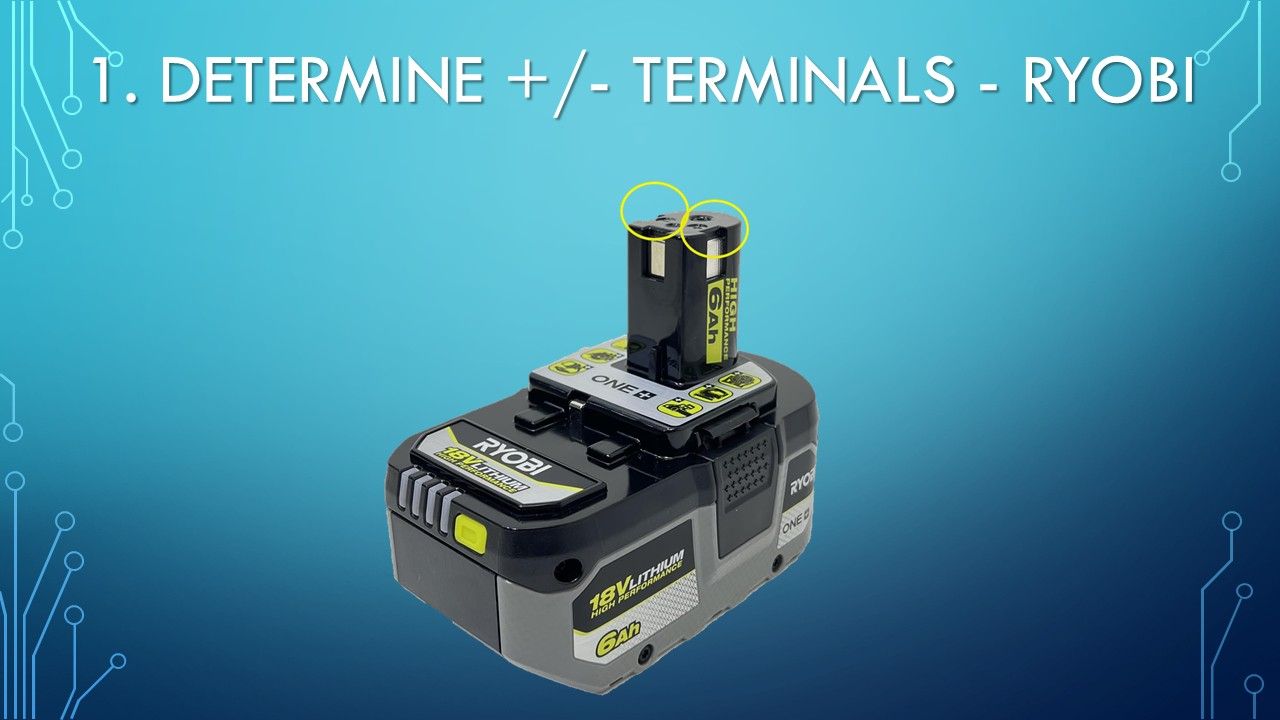 1. DETERMINE +/- TERMINALS - RYOBI
HIGH
PERFORMANCE
6Ah
ONE+
RYOBI
18V LITHIUM
HIGH PERFORMANCE
RYOBI
ONE+
18V LITHIUM
HIGH PERFORMANCE
6Ah